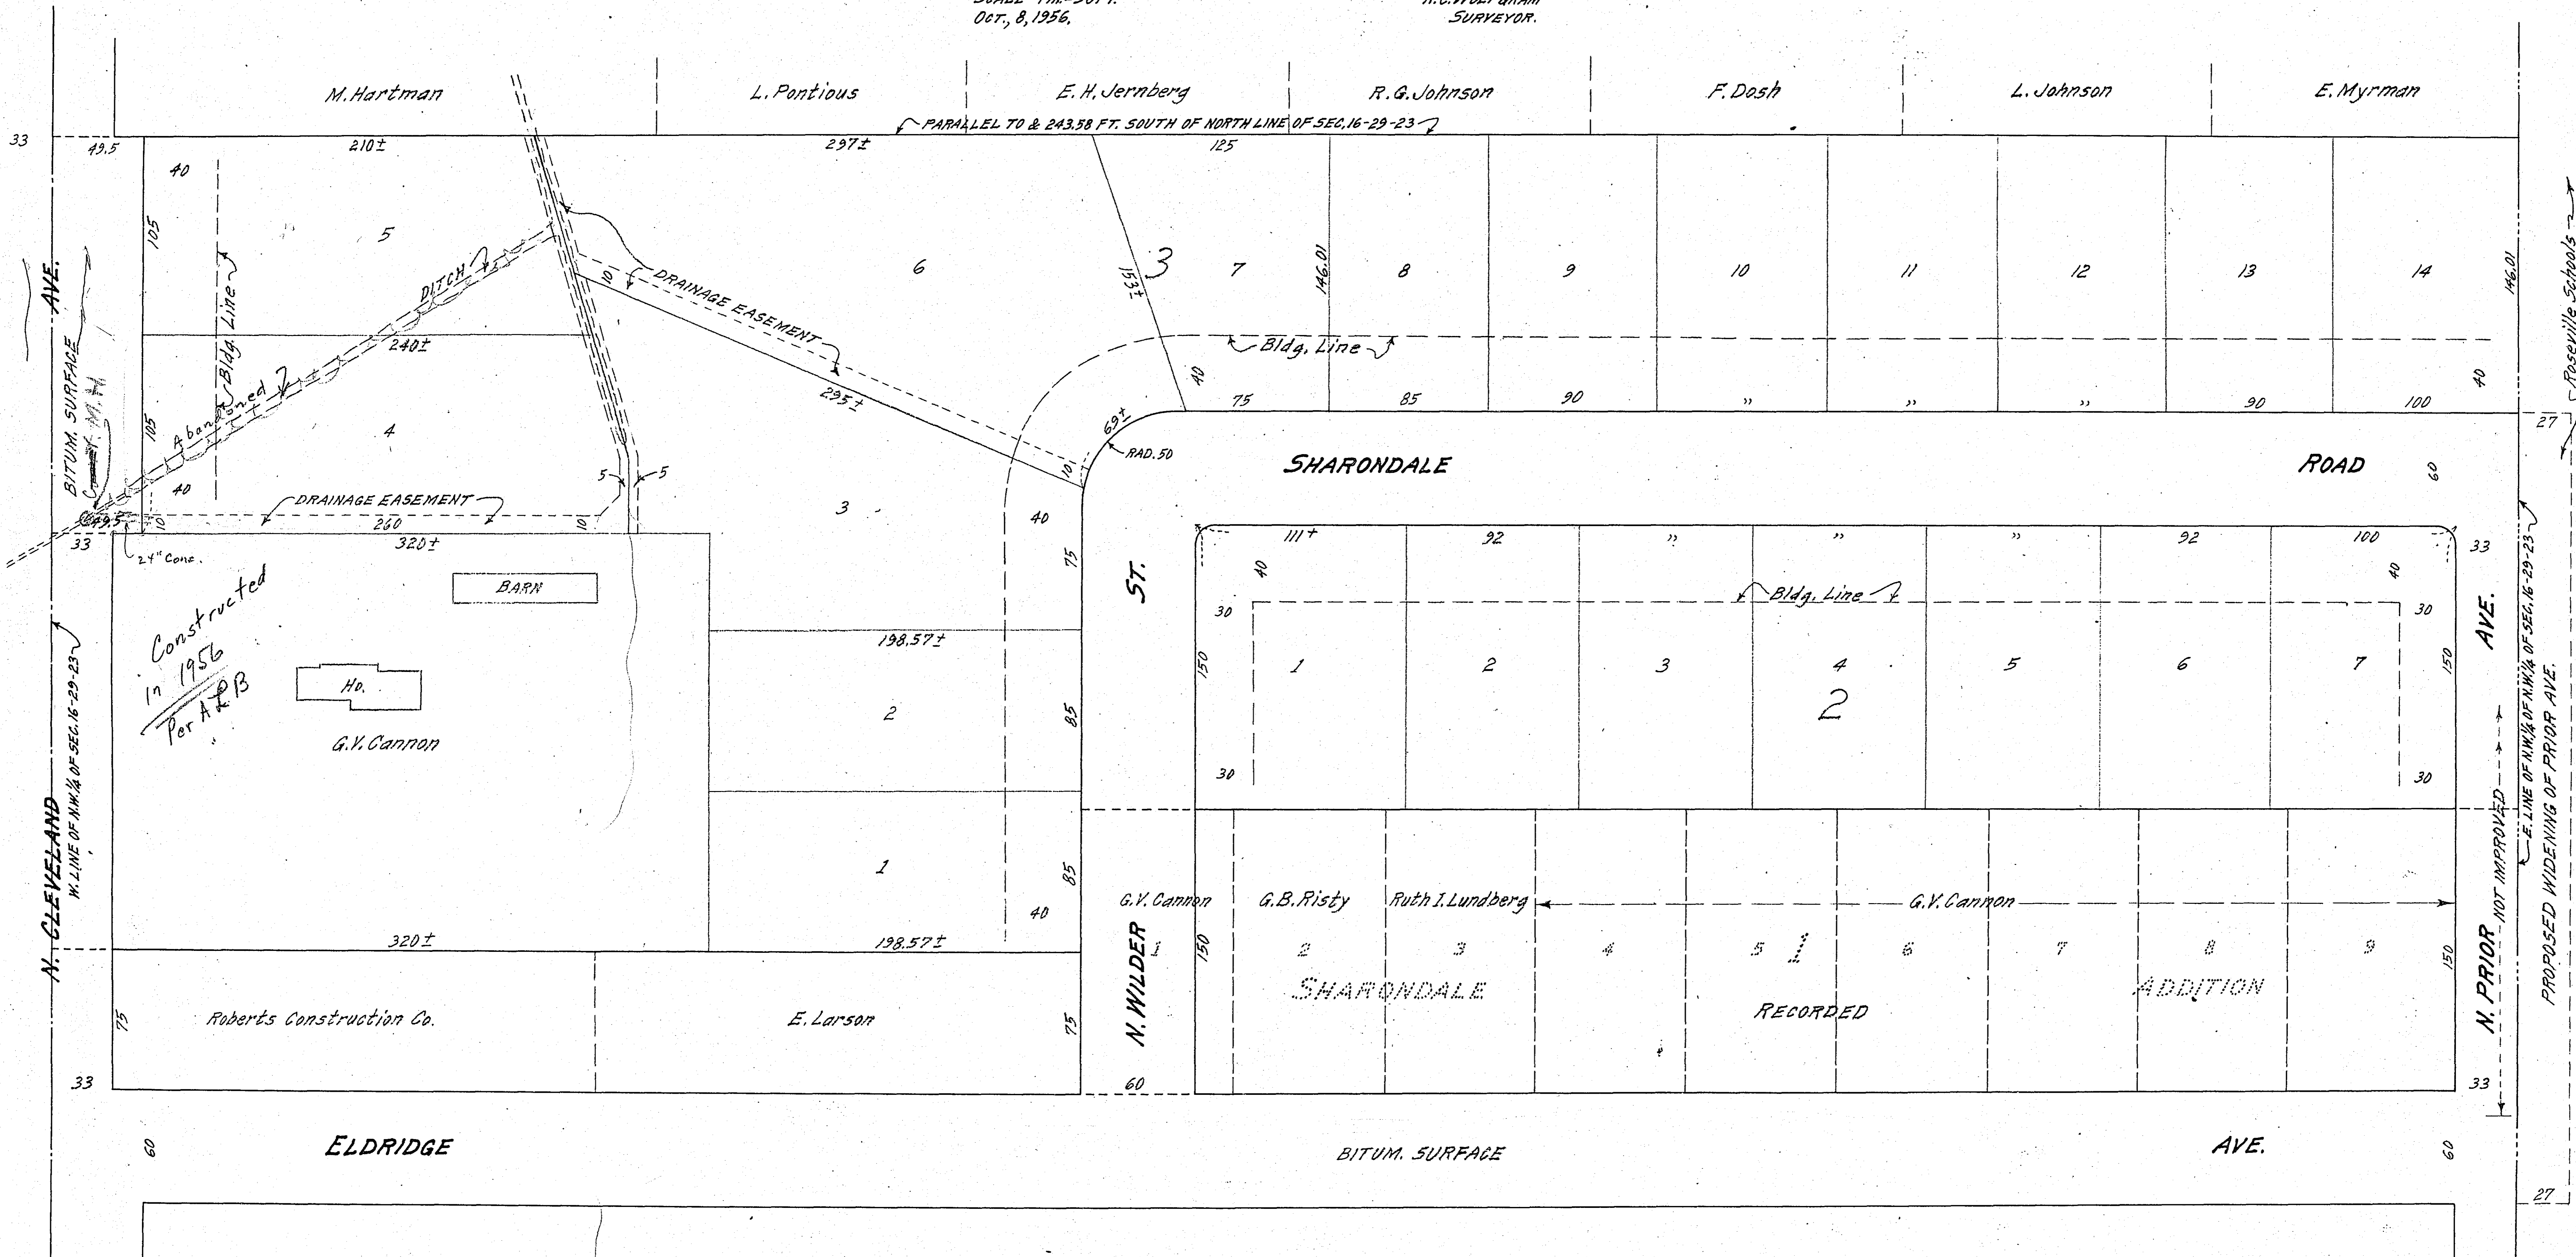 OCT., 8, 1956.
SURVEYOR.
M. Hartman
L. Pontious
E. H. Jernberg
R. G. Johnson
F. Dosh
L. Johnson
E. Myrman
PARALLEL TO & 243.58 FT. SOUTH OF NORTH LINE OF SEC. 16-29-23
33
49.5
210±
297±
125
40
105
5
6
3
7
8
9
10
11
12
13
14
153±
146.01
146.01
Roseville Schools
AVE.
BITUM. SURFACE
M.H
Bldg. Line
DITCH
Abandoned
10
DRAINAGE EASEMENT
240±
295±
Bldg. Line
40
40
75
85
90
"
"
"
90
100
27
105
4
69±
RAD. 50
10
SHARONDALE
ROAD
60
40
5
5
DRAINAGE EASEMENT
49.5
10
260
10
3
40
33
24" Conc.
320±
BARN
75
ST.
111±
92
"
"
"
92
100
33
40
40
Bldg. Line
30
30
Constructed
in 1956
Per A L B
Ho.
G.V. Cannon
198.57±
2
85
150
1
2
3
4
5
6
7
150
2
30
30
AVE.
E. LINE OF N.W.¼ OF N.W.¼ OF SEC. 16-29-23
PROPOSED WIDENING OF PRIOR AVE.
N. CLEVELAND
W. LINE OF N.W.¼ OF SEC. 16-29-23
1
85
40
G.V. Cannon
G.B. Risty
Ruth I. Lundberg
G.V. Cannon
320±
198.57±
N. WILDER
1
150
2
3
4
5
1
6
7
8
9
150
N. PRIOR
NOT IMPROVED
SHARONDALE
ADDITION
RECORDED
75
Roberts Construction Co.
E. Larson
75
33
60
33
60
ELDRIDGE
BITUM. SURFACE
AVE.
60
27